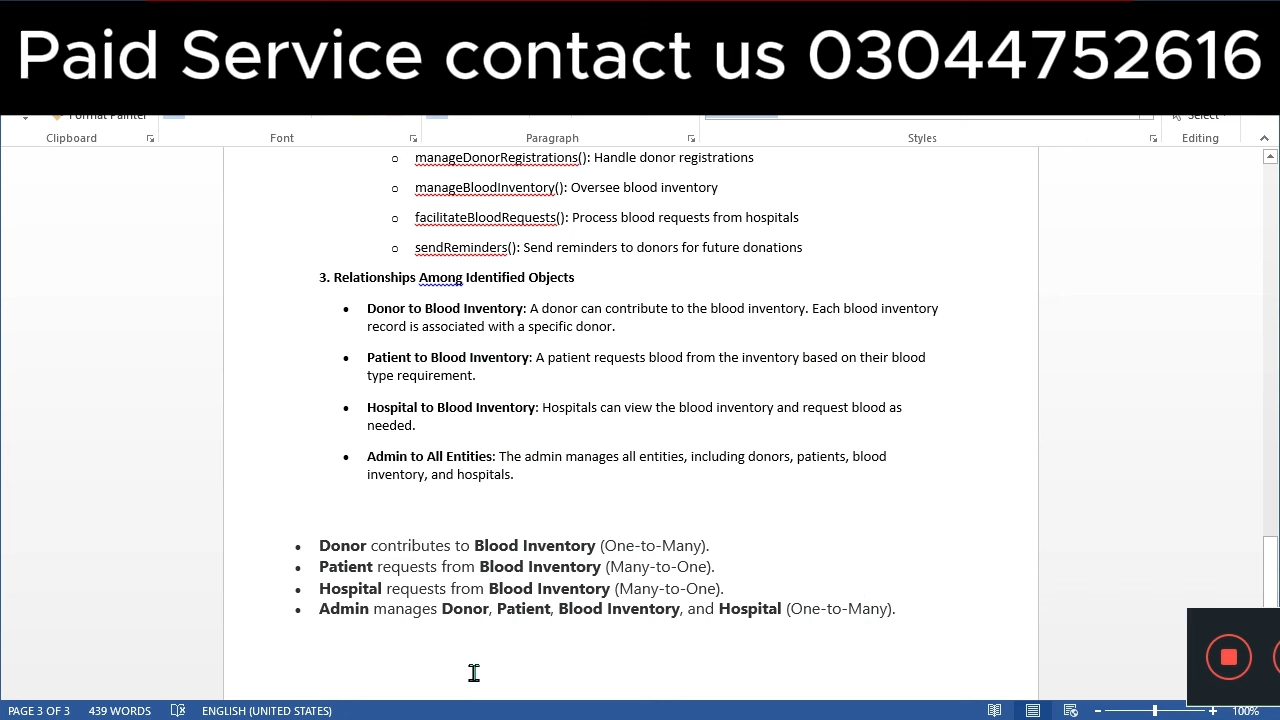 Paid Service contact us 03044752616
Format Painter
Select
Clipboard
Font
Paragraph
Styles
Editing
o manageDonorRegistrations(): Handle donor registrations
o manageBloodInventory(): Oversee blood inventory
o facilitateBloodRequests(): Process blood requests from hospitals
o sendReminders(): Send reminders to donors for future donations
3. Relationships Among Identified Objects
• Donor to Blood Inventory: A donor can contribute to the blood inventory. Each blood inventory
record is associated with a specific donor.
• Patient to Blood Inventory: A patient requests blood from the inventory based on their blood
type requirement.
• Hospital to Blood Inventory: Hospitals can view the blood inventory and request blood as
needed.
• Admin to All Entities: The admin manages all entities, including donors, patients, blood
inventory, and hospitals.
• Donor contributes to Blood Inventory (One-to-Many).
• Patient requests from Blood Inventory (Many-to-One).
• Hospital requests from Blood Inventory (Many-to-One).
• Admin manages Donor, Patient, Blood Inventory, and Hospital (One-to-Many).
PAGE 3 OF 3 439 WORDS ENGLISH (UNITED STATES) 100%